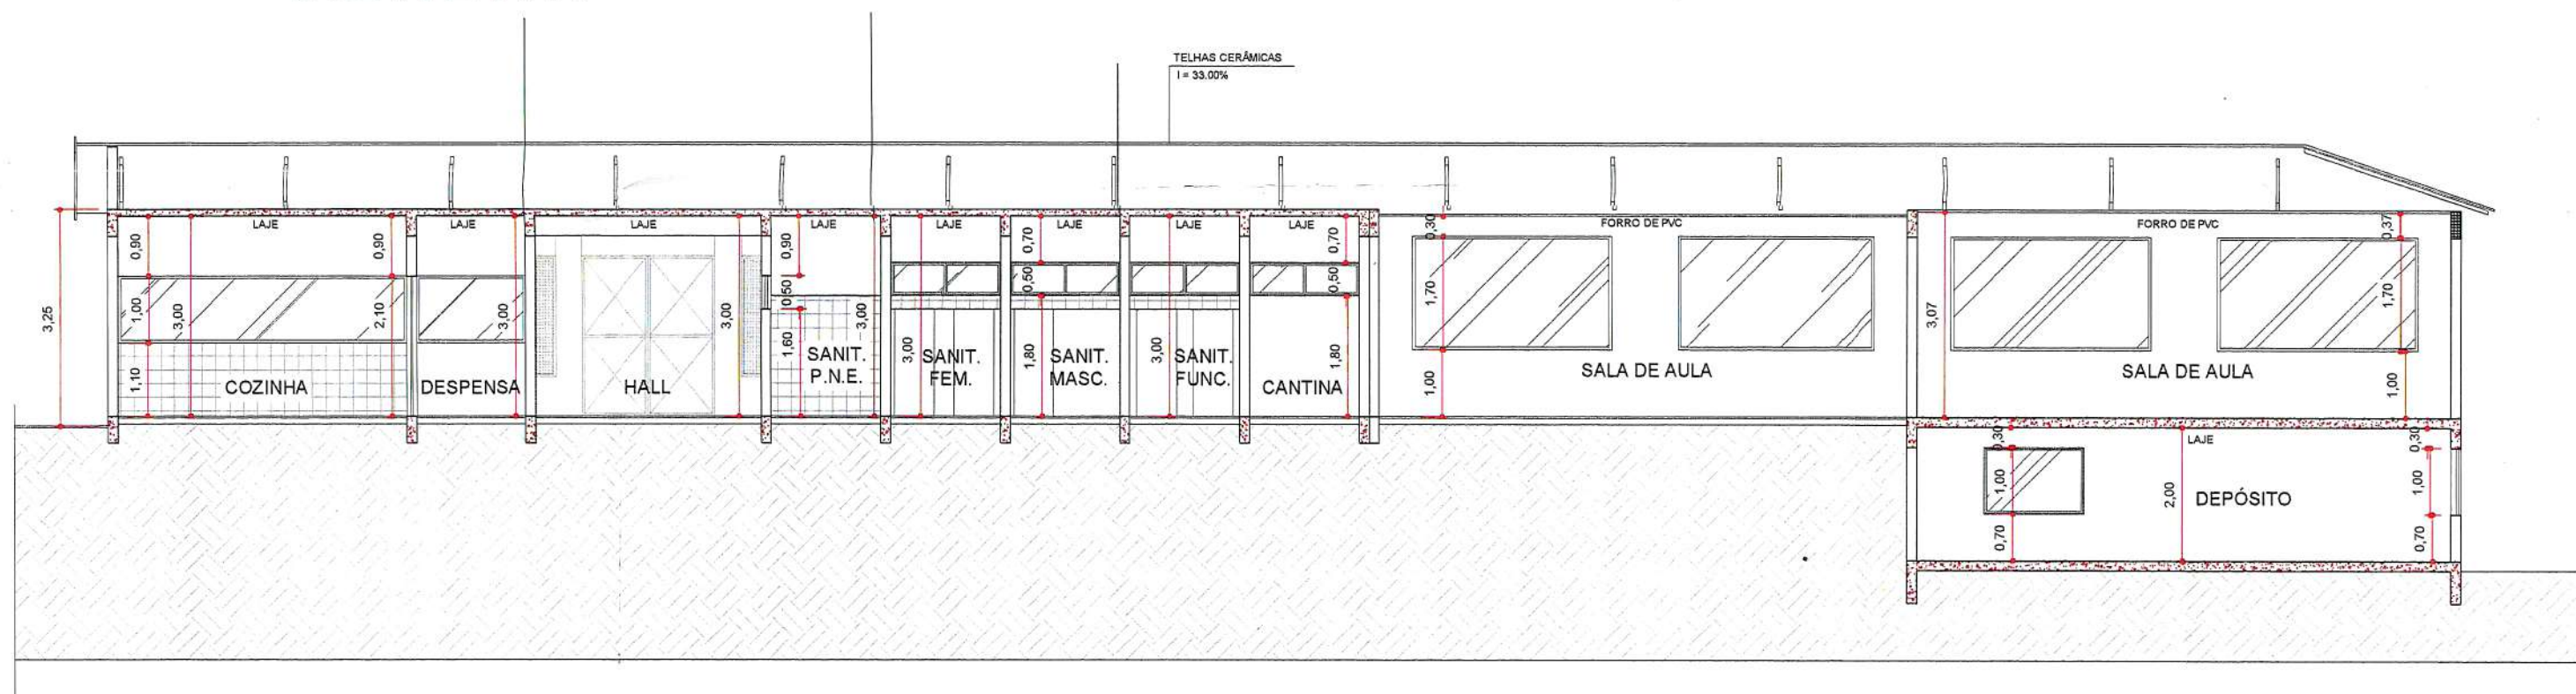 TELHAS CERÂMICAS
I = 33.00%
LAJE
LAJE
LAJE
LAJE
LAJE
LAJE
LAJE
LAJE
FORRO DE PVC
FORRO DE PVC
3,25
0,90
1,00
1,10
3,00
0,90
2,10
3,00
3,00
0,90
0,50
1,60
3,00
3,00
0,70
0,50
1,80
3,00
0,70
0,50
1,80
0,30
1,70
1,00
3,07
0,37
1,70
1,00
COZINHA
DESPENSA
HALL
SANIT.
P.N.E.
SANIT.
FEM.
SANIT.
MASC.
SANIT.
FUNC.
CANTINA
SALA DE AULA
SALA DE AULA
LAJE
0,30
1,00
0,70
2,00
DEPÓSITO
0,30
1,00
0,70